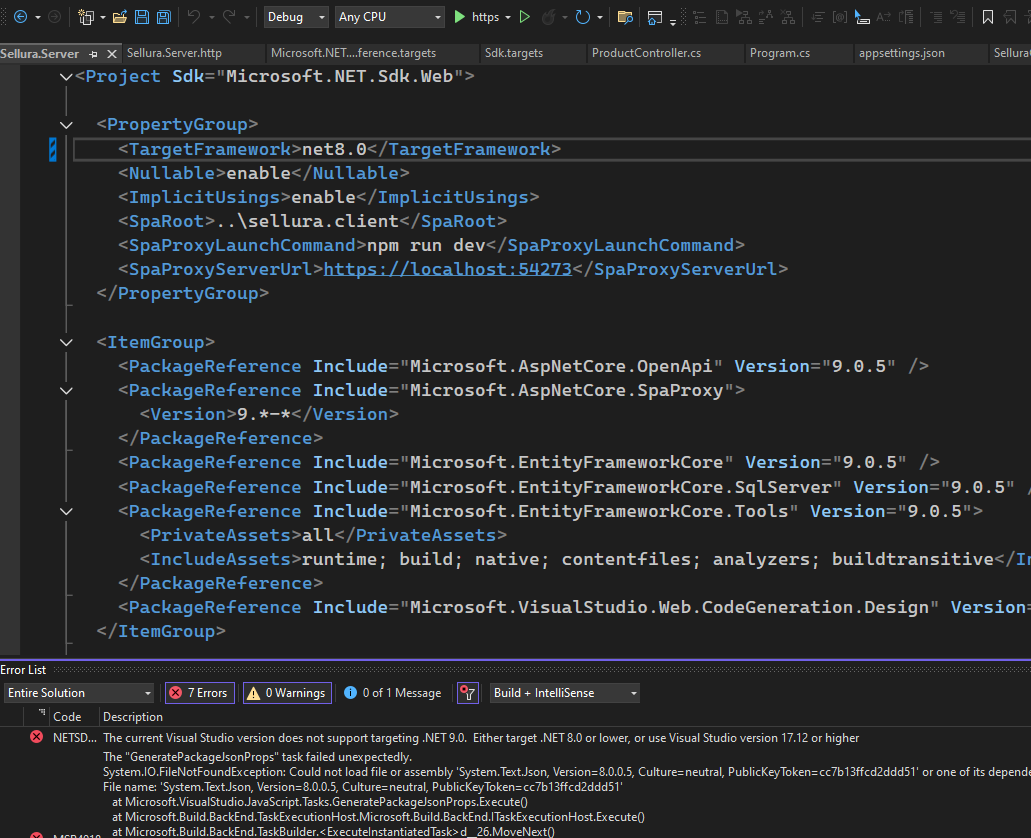 Debug Any CPU https
Sellura.Server Sellura.Server.http Microsoft.NET....ference.targets Sdk.targets ProductController.cs Program.cs appsettings.json Sellura
<Project Sdk="Microsoft.NET.Sdk.Web">
<PropertyGroup>
<TargetFramework>net8.0</TargetFramework>
<Nullable>enable</Nullable>
<ImplicitUsings>enable</ImplicitUsings>
<SpaRoot>..\sellura.client</SpaRoot>
<SpaProxyLaunchCommand>npm run dev</SpaProxyLaunchCommand>
<SpaProxyServerUrl>https://localhost:54273</SpaProxyServerUrl>
</PropertyGroup>
<ItemGroup>
<PackageReference Include="Microsoft.AspNetCore.OpenApi" Version="9.0.5" />
<PackageReference Include="Microsoft.AspNetCore.SpaProxy">
<Version>9.*-*</Version>
</PackageReference>
<PackageReference Include="Microsoft.EntityFrameworkCore" Version="9.0.5" />
<PackageReference Include="Microsoft.EntityFrameworkCore.SqlServer" Version="9.0.5" /
<PackageReference Include="Microsoft.EntityFrameworkCore.Tools" Version="9.0.5">
<PrivateAssets>all</PrivateAssets>
<IncludeAssets>runtime; build; native; contentfiles; analyzers; buildtransitive</In
</PackageReference>
<PackageReference Include="Microsoft.VisualStudio.Web.CodeGeneration.Design" Version=
</ItemGroup>
Error List
Entire Solution 7 Errors 0 Warnings 0 of 1 Message Build + IntelliSense
Code Description
NETSD... The current Visual Studio version does not support targeting .NET 9.0. Either target .NET 8.0 or lower, or use Visual Studio version 17.12 or higher
The "GeneratePackageJsonProps" task failed unexpectedly.
System.IO.FileNotFoundException: Could not load file or assembly 'System.Text.Json, Version=8.0.0.5, Culture=neutral, PublicKeyToken=cc7b13ffcd2ddd51' or one of its depende
File name: 'System.Text.Json, Version=8.0.0.5, Culture=neutral, PublicKeyToken=cc7b13ffcd2ddd51'
at Microsoft.VisualStudio.JavaScript.Tasks.GeneratePackageJsonProps.Execute()
at Microsoft.Build.BackEnd.TaskExecutionHost.Microsoft.Build.BackEnd.ITaskExecutionHost.Execute()
at Microsoft.Build.BackEnd.TaskBuilder.<ExecuteInstantiatedTask>d__26.MoveNext()